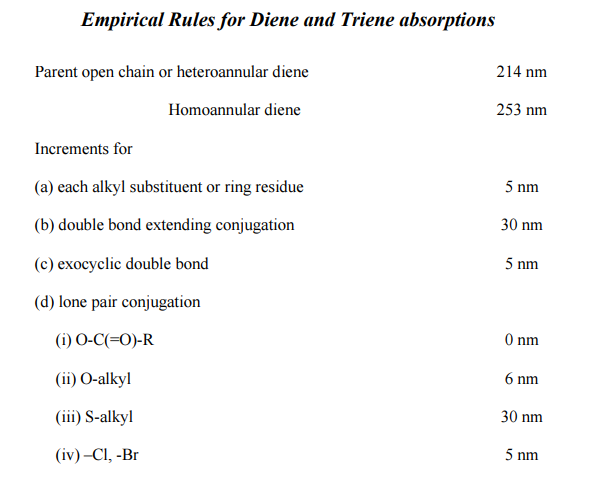 Empirical Rules for Diene and Triene absorptions
Parent open chain or heteroannular diene 214 nm
Homoannular diene 253 nm
Increments for
(a) each alkyl substituent or ring residue 5 nm
(b) double bond extending conjugation 30 nm
(c) exocyclic double bond 5 nm
(d) lone pair conjugation
(i) O-C(=O)-R 0 nm
(ii) O-alkyl 6 nm
(iii) S-alkyl 30 nm
(iv) –Cl, -Br 5 nm